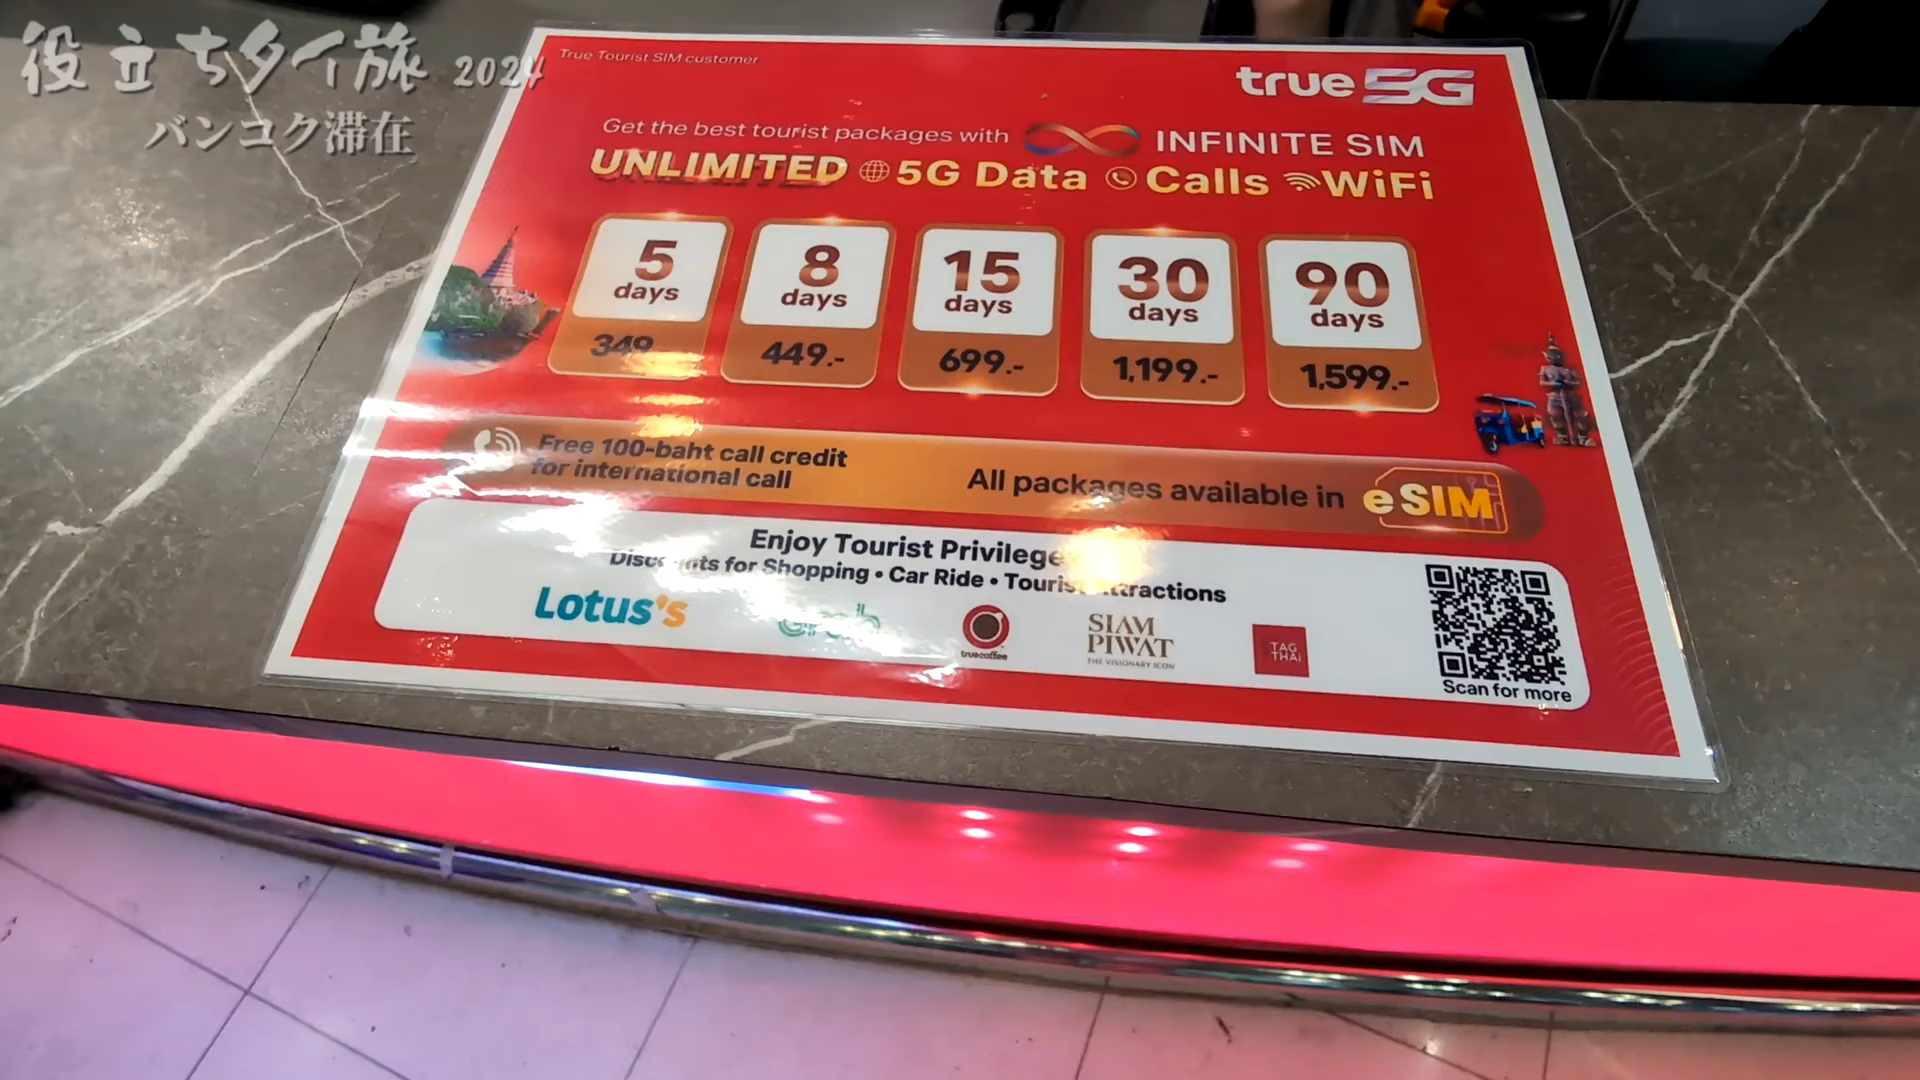 役立ちタイ旅 2024
バンコク滞在
True Tourist SIM customer
true 5G
Get the best tourist packages with INFINITE SIM
UNLIMITED 5G Data Calls WiFi
5 days 349
8 days 449.-
15 days 699.-
30 days 1,199.-
90 days 1,599.-
Free 100-baht call credit
for international call
All packages available in eSIM
Enjoy Tourist
for Shopping • Car Ride •
Lotus's
Grab
truecoffee
SIAM
PIWAT
THE VISIONARY ICON
TAG
THAI
Scan for more